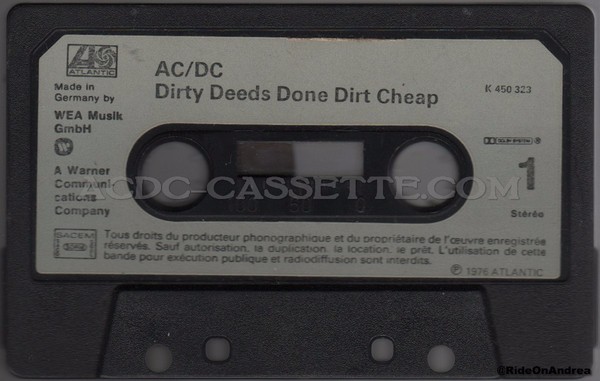 ATLANTIC
AC/DC
Dirty Deeds Done Dirt Cheap
K 450 323
Made in
Germany by
WEA Musik
GmbH
A Warner
Communi-
cations
Company
DOLBY SYSTEM
1
Stéréo
ACDC-CASSETTE.COM
SACEM
Tous droits du producteur phonographique et du propriétaire de l'œuvre enregistrée
réservés. Sauf autorisation, la duplication, la location, le prêt, L'utilisation de cette
bande pour exécution publique et radiodiffusion sont interdits.
℗ 1976 ATLANTIC
©RideOnAndrea